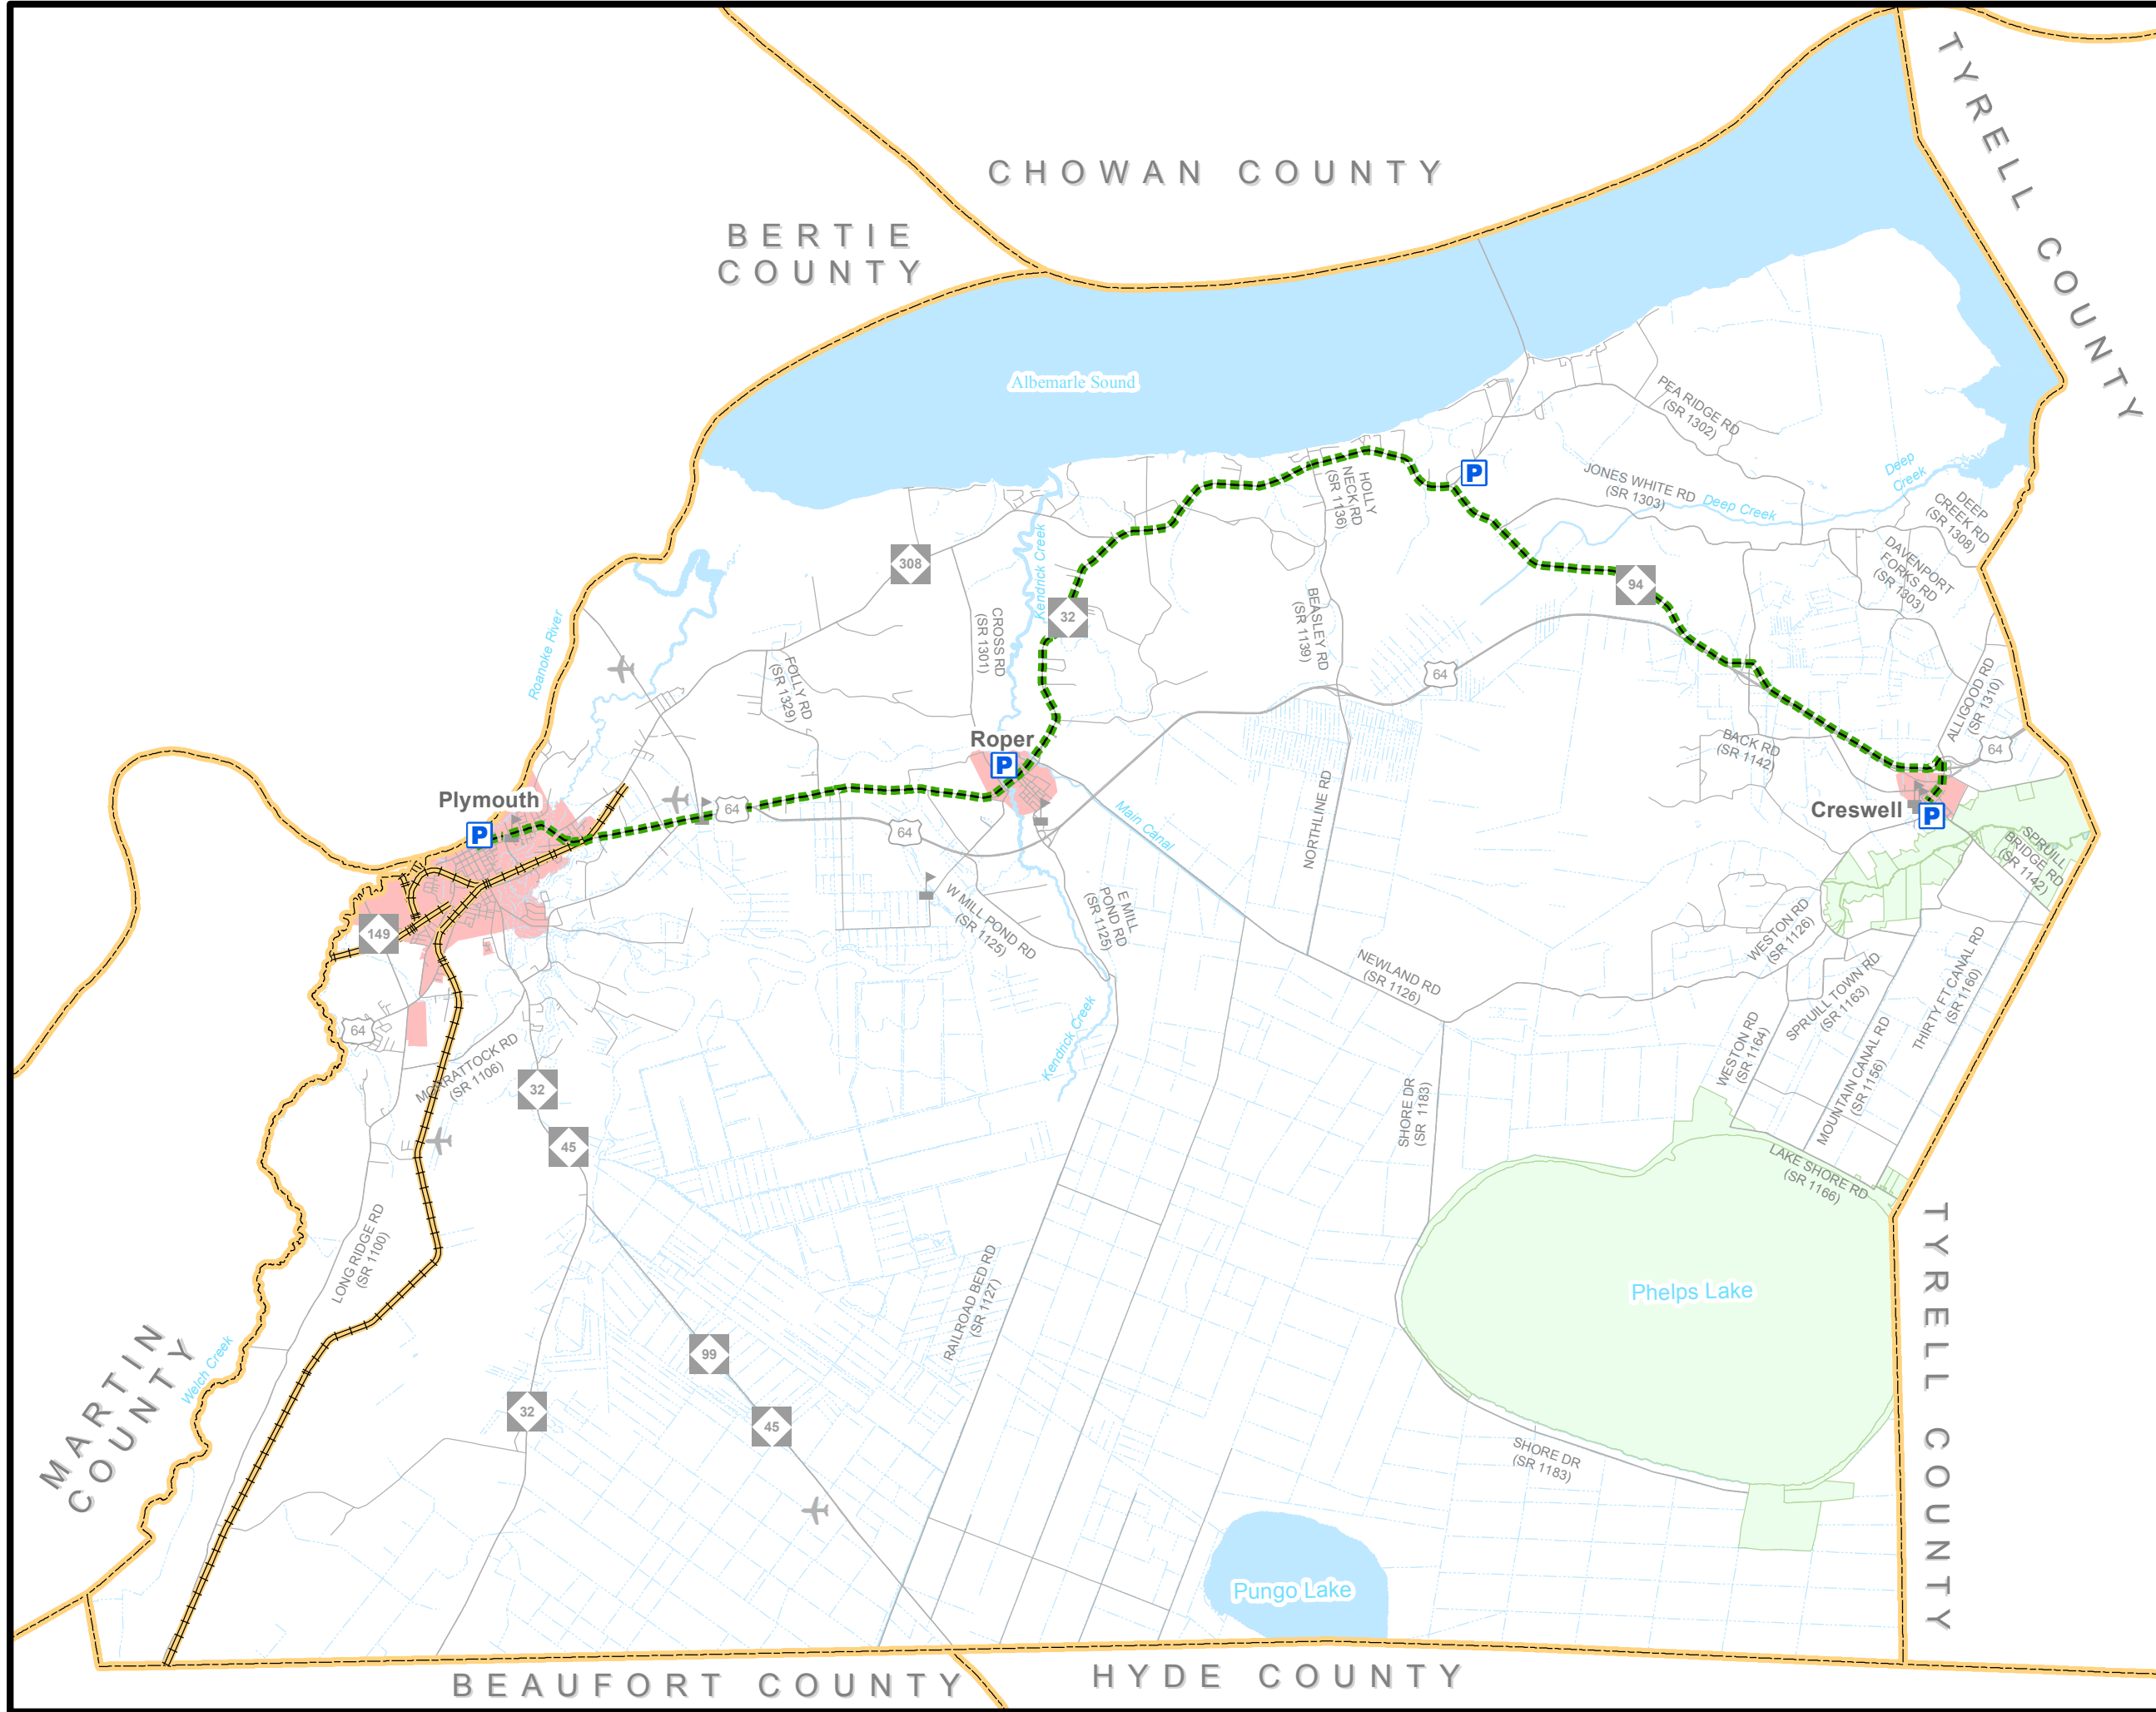 TYRELL COUNTY
CHOWAN COUNTY
BERTIE
COUNTY
Albemarle Sound
PEA RIDGE RD
(SR 1302)
P
HOLLY
NECK RD
(SR 1136)
JONES WHITE RD
(SR 1303)
Deep Creek
Deep
Creek
DEEP
CREEK RD
(SR 1308)
DAVENPORT
FORKS RD
(SR 1303)
308
Kendrick Creek
94
32
CROSS RD
(SR 1301)
BEASLEY RD
(SR 1139)
Roanoke River
FOLLY RD
(SR 1329)
64
ALLIGOOD RD
(SR 1310)
64
BACK RD
(SR 1142)
Roper
P
Plymouth
P
64
64
Main Canal
NORTHLINE RD
Creswell
P
SPRUILL
BRIDGE RD
(SR 1142)
149
W MILL POND RD
(SR 1125)
E MILL
POND RD
(SR 1125)
WESTON RD
(SR 1126)
NEWLAND RD
(SR 1126)
SPRUILL TOWN RD
(SR 1163)
THIRTY FT CANAL RD
(SR 1160)
64
Kendrick Creek
MORRATTOCK RD
(SR 1106)
32
45
WESTON RD
(SR 1164)
MOUNTAIN CANAL RD
(SR 1156)
SHORE DR
(SR 1183)
LAKE SHORE RD
(SR 1166)
LONG RIDGE RD
(SR 1100)
RAILROAD BED RD
(SR 1127)
Phelps Lake
TYRELL COUNTY
MARTIN
COUNTY
Welch Creek
99
32
45
SHORE DR
(SR 1183)
Pungo Lake
BEAUFORT COUNTY
HYDE COUNTY